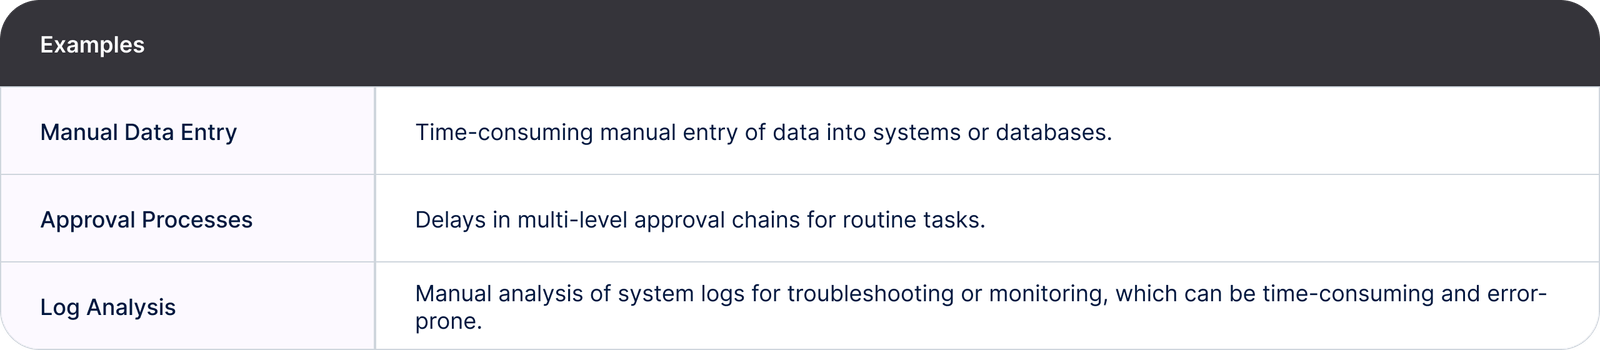 Examples
Manual Data Entry
Time-consuming manual entry of data into systems or databases.
Approval Processes
Delays in multi-level approval chains for routine tasks.
Log Analysis
Manual analysis of system logs for troubleshooting or monitoring, which can be time-consuming and error-
prone.